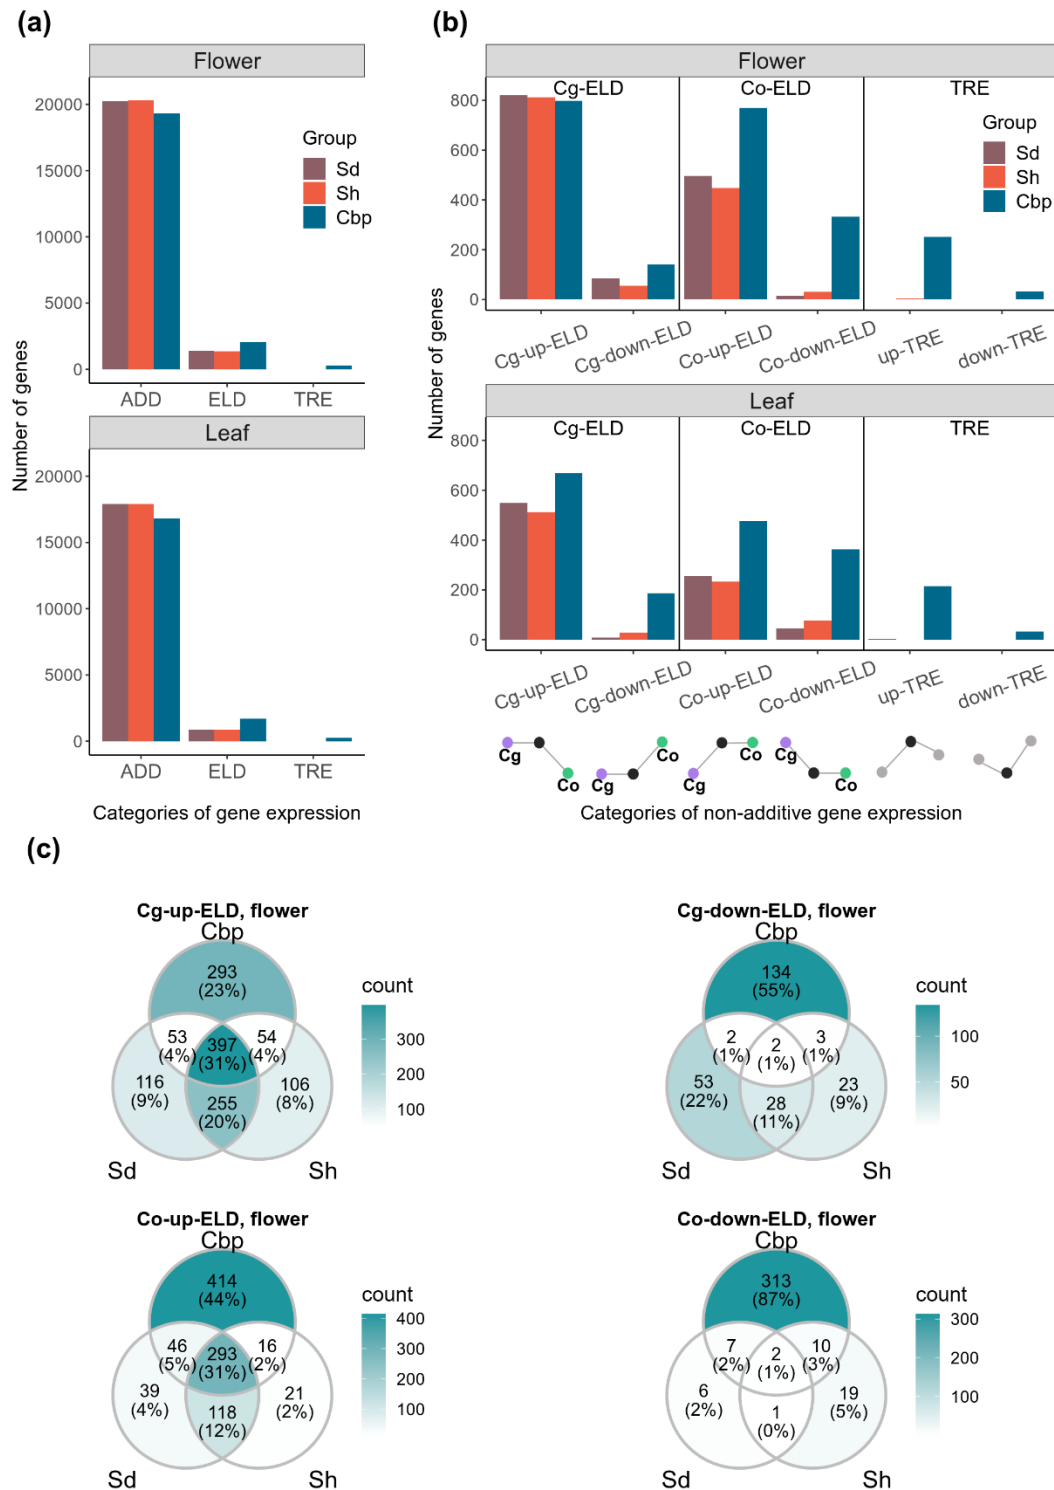 (a)
Flower
20000
15000
10000
5000
0
Group
Sd
Sh
Cbp
ADD
ELD
TRE
Leaf
20000
15000
10000
5000
0
ADD
ELD
TRE
Number of genes
Categories of gene expression
(b)
Flower
Cg-ELD
Co-ELD
TRE
800
600
400
200
0
Group
Sd
Sh
Cbp
Cg-up-ELD
Cg-down-ELD
Co-up-ELD
Co-down-ELD
up-TRE
down-TRE
Leaf
Cg-ELD
Co-ELD
TRE
800
600
400
200
0
Cg-up-ELD
Cg-down-ELD
Co-up-ELD
Co-down-ELD
up-TRE
down-TRE
Number of genes
Cg
Co
Cg
Co
Cg
Co
Cg
Co
Categories of non-additive gene expression
(c)
Cg-up-ELD, flower
Cbp
293
(23%)
53
(4%)
397
(31%)
54
(4%)
116
(9%)
255
(20%)
106
(8%)
Sd
Sh
count
300
200
100
Cg-down-ELD, flower
Cbp
134
(55%)
2
(1%)
2
(1%)
3
(1%)
53
(22%)
28
(11%)
23
(9%)
Sd
Sh
count
100
50
Co-up-ELD, flower
Cbp
414
(44%)
46
(5%)
293
(31%)
16
(2%)
39
(4%)
118
(12%)
21
(2%)
Sd
Sh
count
400
300
200
100
Co-down-ELD, flower
Cbp
313
(87%)
7
(2%)
2
(1%)
10
(3%)
6
(2%)
1
(0%)
19
(5%)
Sd
Sh
count
300
200
100